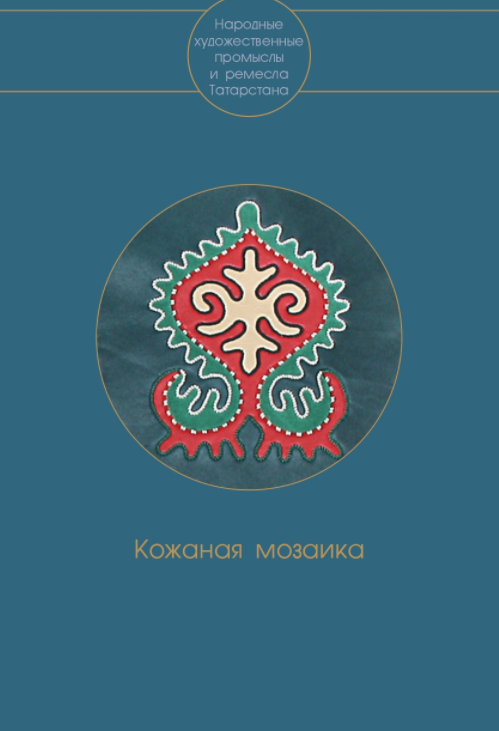 Народные
художественные
промыслы
и ремесла
Татарстана
Кожаная мозаика